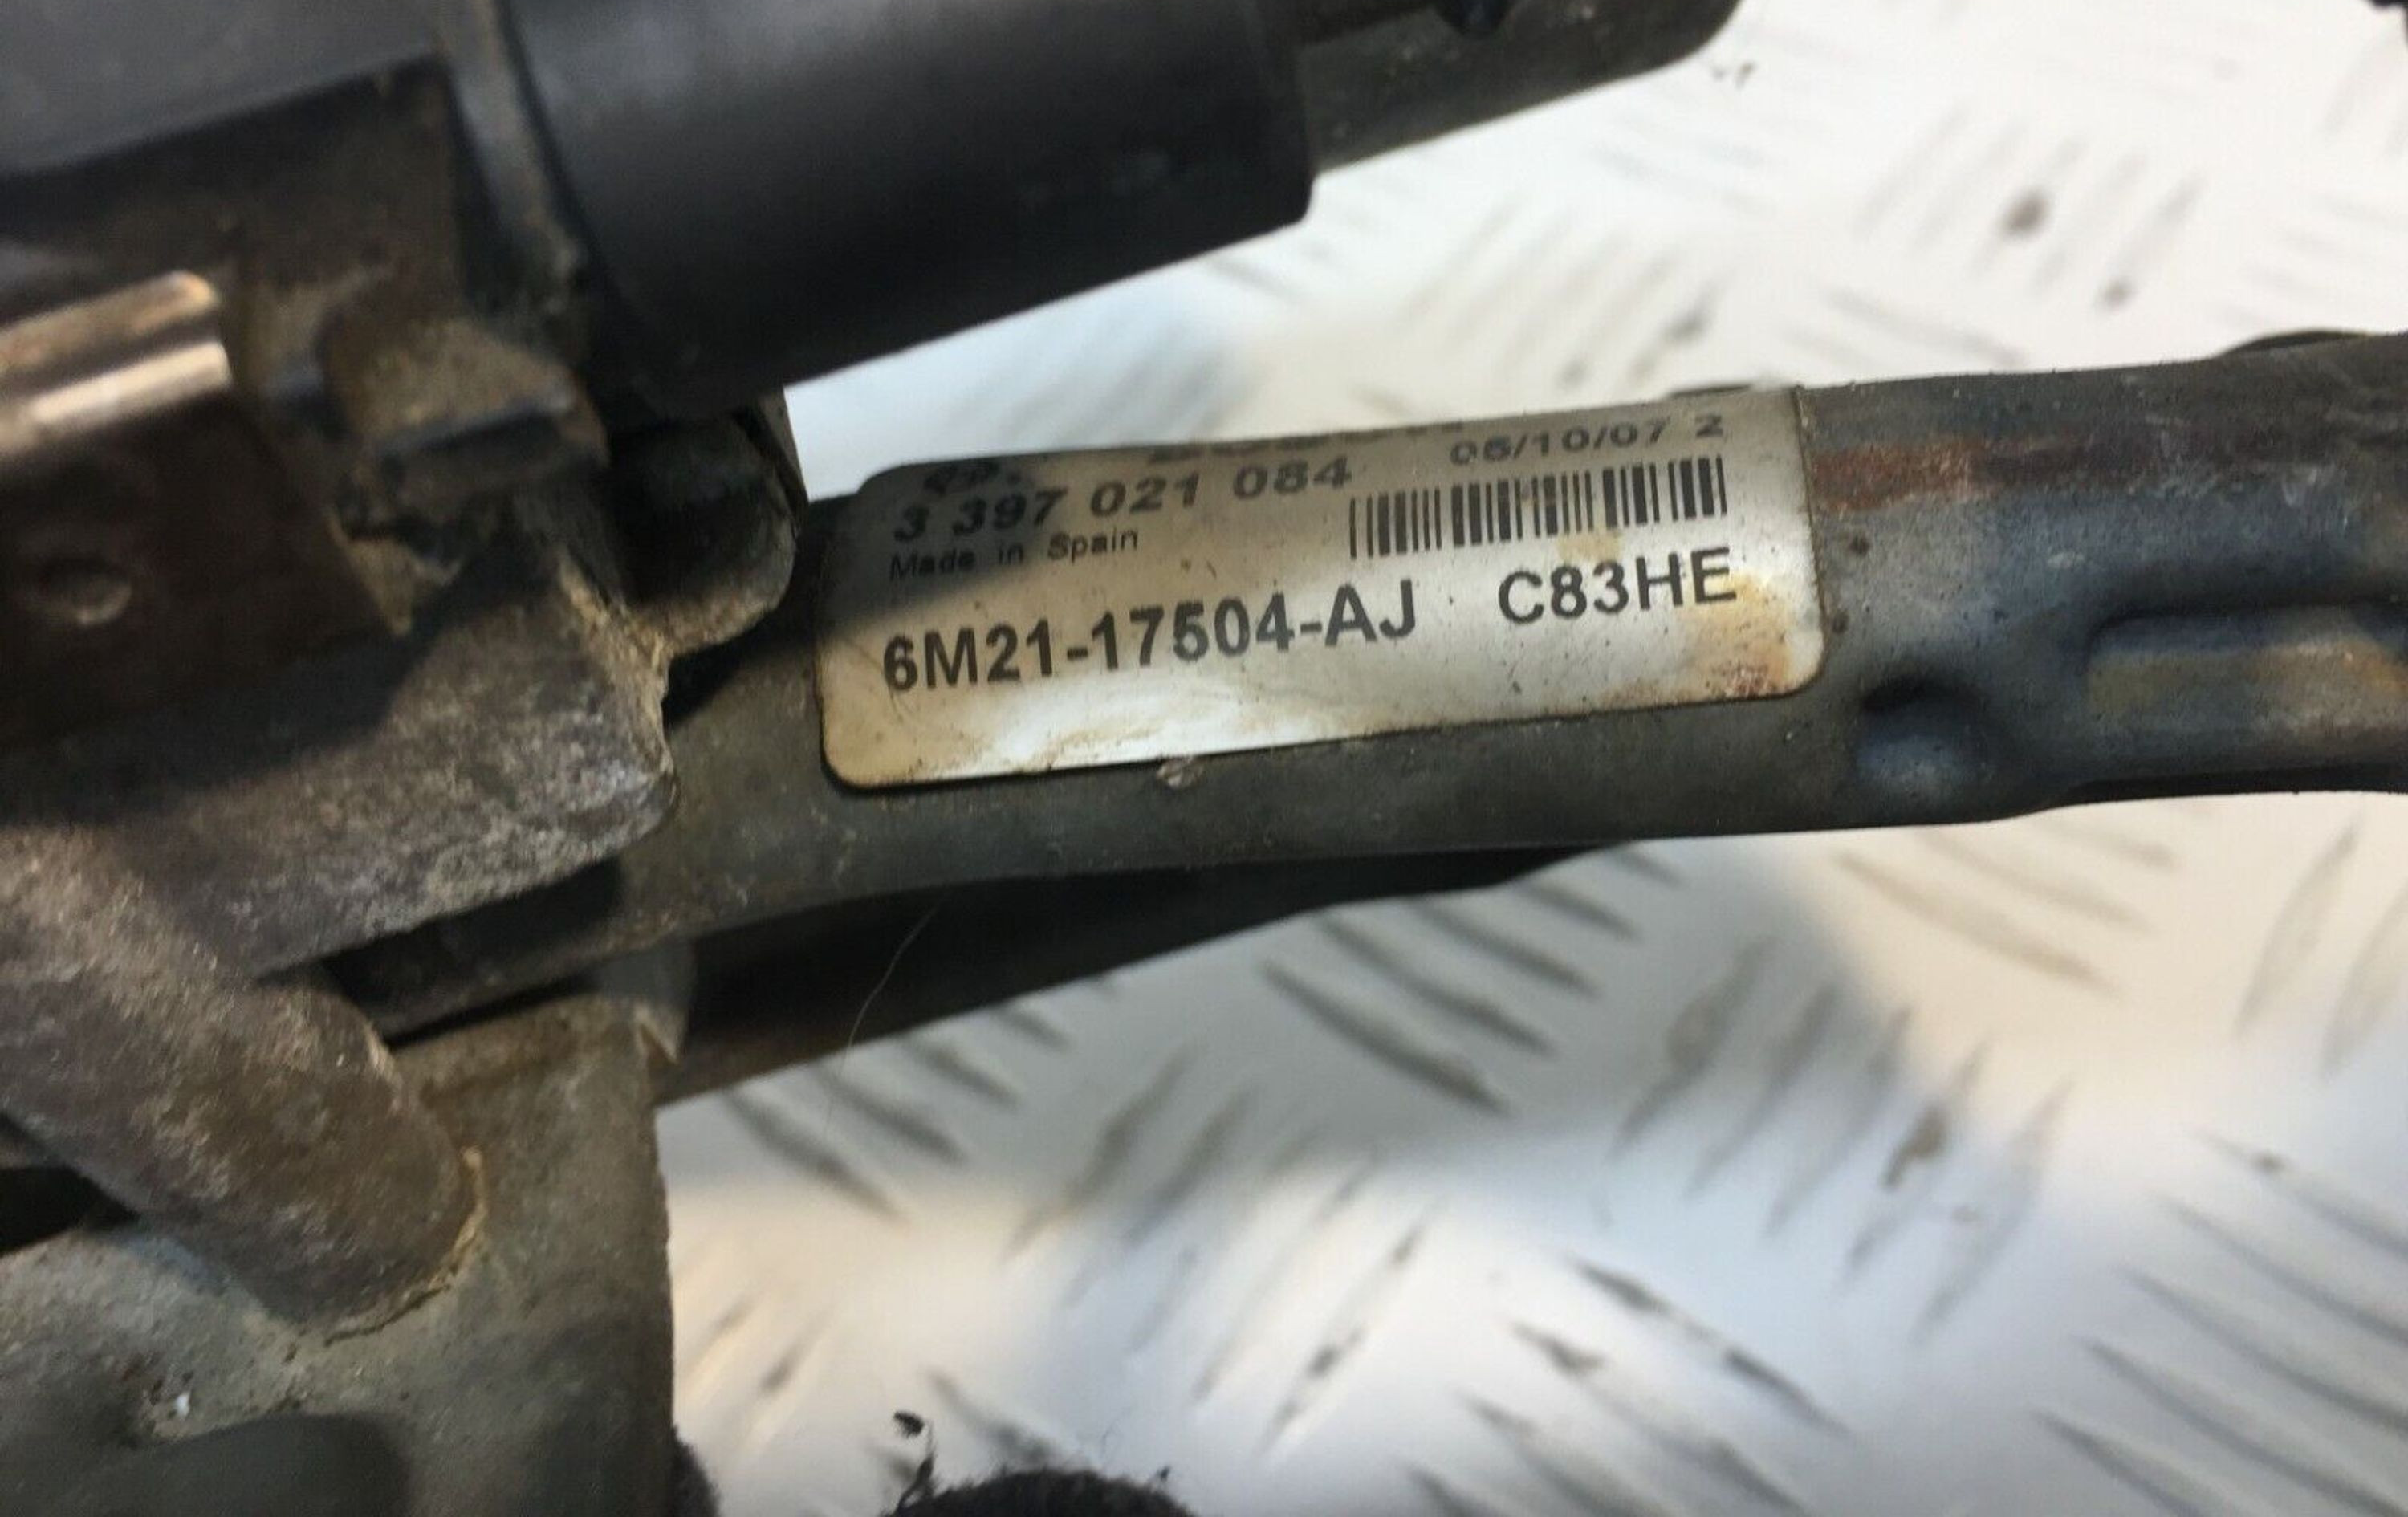 05/10/07 2
3 397 021 084
Made in Spain
6M21-17504-AJ C83HE